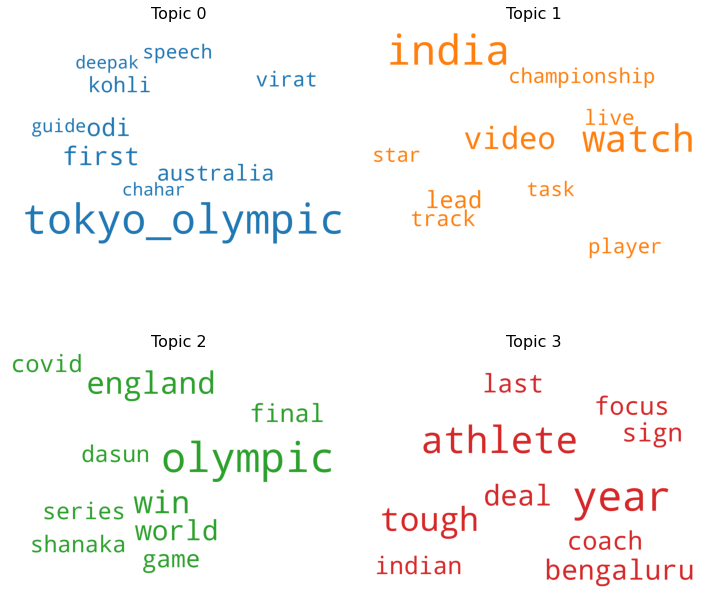 Topic 0
speech
deepak
kohli
virat
guide
odi
first
australia
chahar
tokyo_olympic
Topic 1
india
championship
live
video
watch
star
task
lead
track
player
Topic 2
covid
england
final
dasun
olympic
win
series
world
shanaka
game
Topic 3
last
focus
sign
athlete
deal
year
tough
coach
indian
bengaluru